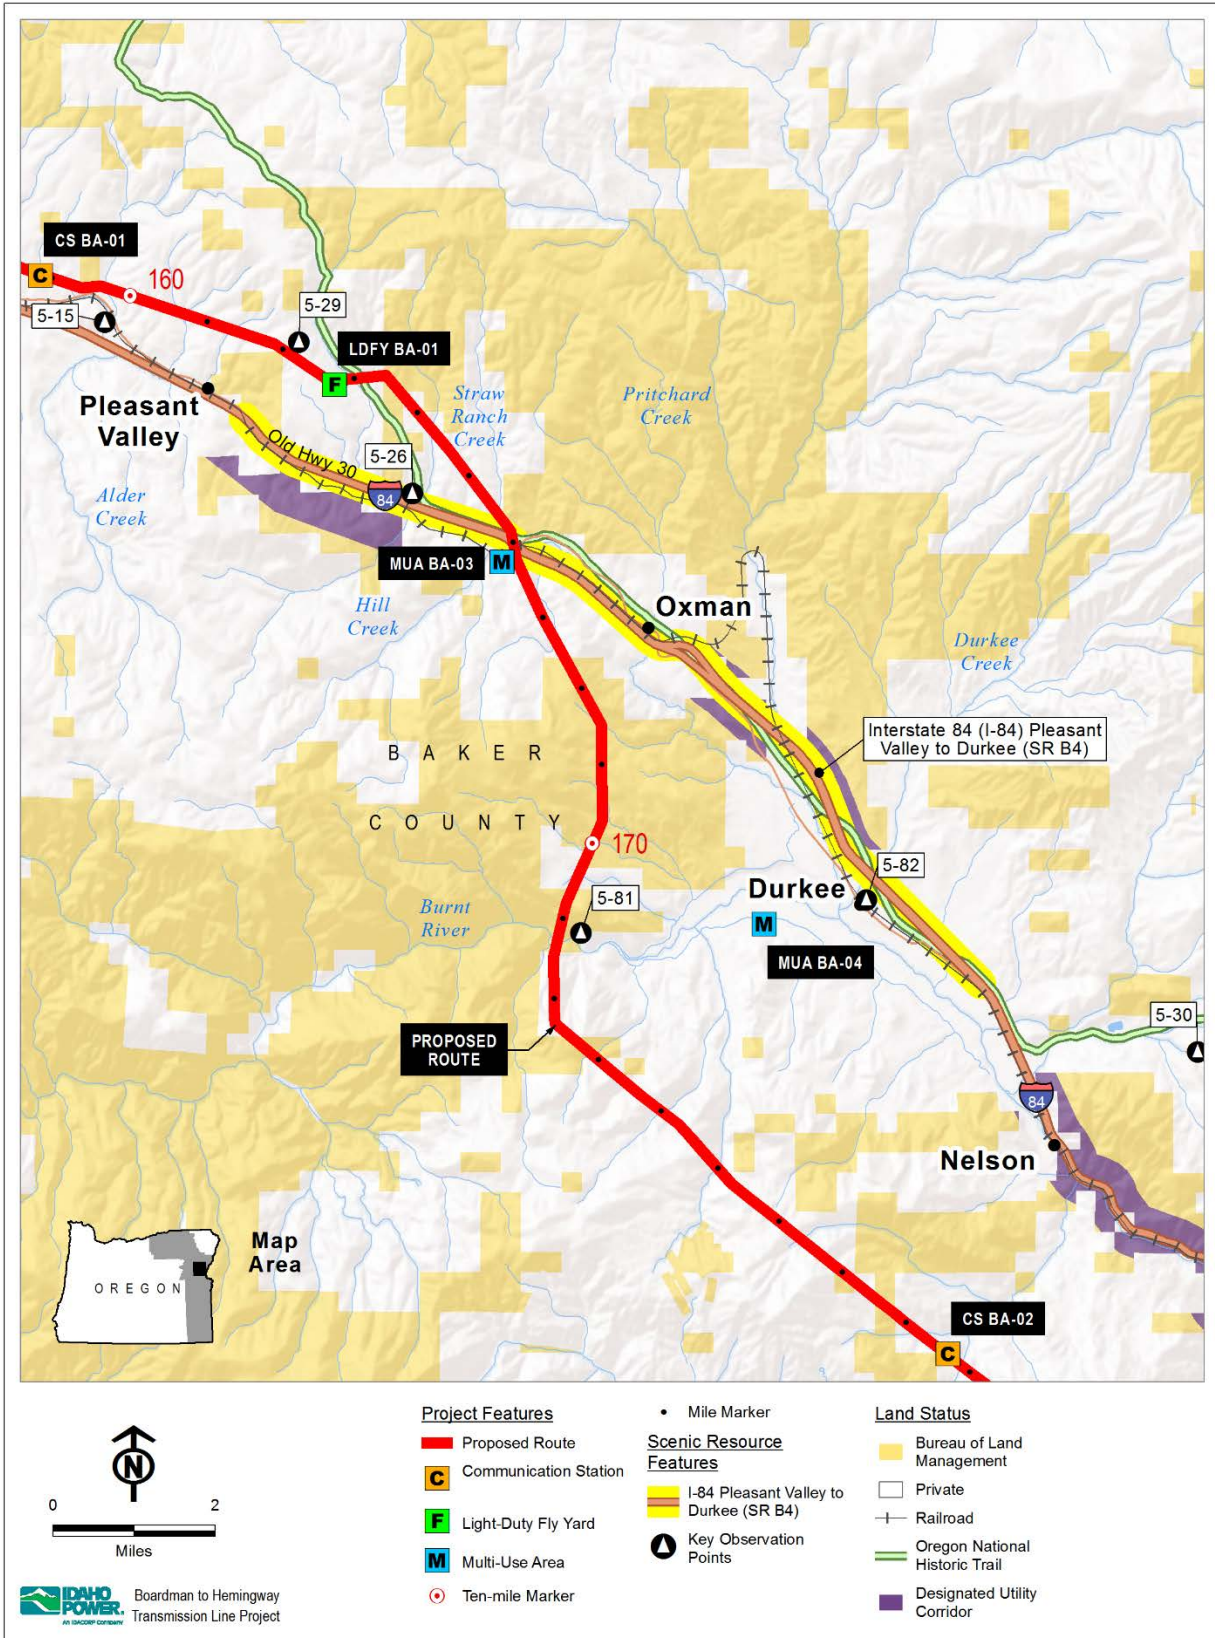 CS BA-01
C
160
5-15
5-29
LDFY BA-01
F
Pleasant
Valley
Straw
Ranch
Creek
Pritchard
Creek
Old Hwy 30
5-26
84
Alder
Creek
MUA BA-03
M
Hill
Creek
Oxman
Durkee
Creek
Interstate 84 (I-84) Pleasant
Valley to Durkee (SR B4)
BAKER
COUNTY
170
5-82
Durkee
5-81
Burnt
River
M
MUA BA-04
5-30
PROPOSED
ROUTE
84
Nelson
Map
Area
OREGON
CS BA-02
C
N
0 2
Miles
IDAHO
POWER.
AN IDACORP COMPANY
Boardman to Hemingway
Transmission Line Project
Project Features
Proposed Route
C Communication Station
F Light-Duty Fly Yard
M Multi-Use Area
Ten-mile Marker
Mile Marker
Scenic Resource
Features
I-84 Pleasant Valley to
Durkee (SR B4)
Key Observation
Points
Land Status
Bureau of Land
Management
Private
Railroad
Oregon National
Historic Trail
Designated Utility
Corridor